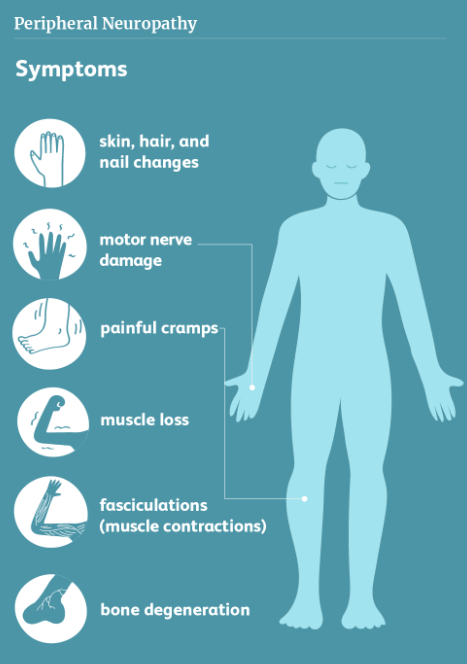 Peripheral Neuropathy
Symptoms
skin, hair, and
nail changes
motor nerve
damage
painful cramps
muscle loss
fasciculations
(muscle contractions)
bone degeneration